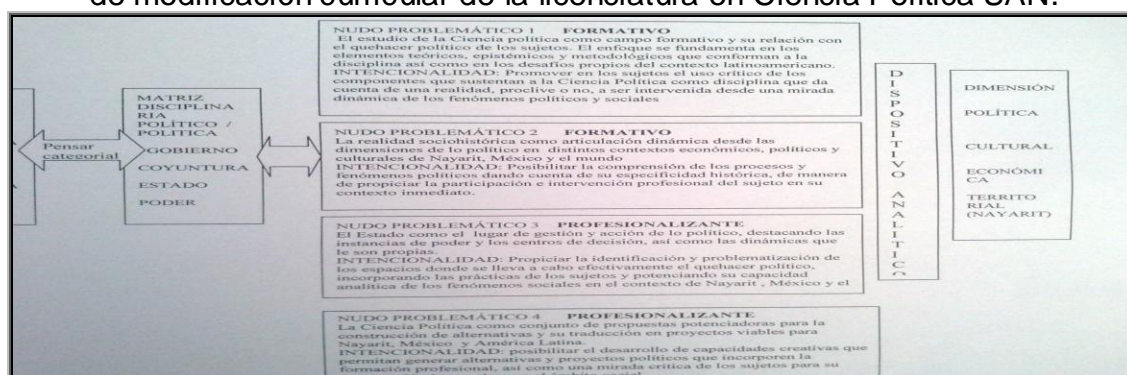 de modificación curricular de la licenciatura en Ciencia Política UAN.
Pensar
categorial
MATRIZ
DISCIPLINA
RIA
POLÍTICO /
POLITICA
GOBIERNO
COYUNTURA
ESTADO
PODER
NUDO PROBLEMÁTICO 1 FORMATIVO
El estudio de la Ciencia política como campo formativo y su relación con
el quehacer político de los sujetos. El enfoque se fundamenta en los
elementos teóricos, epistémicos y metodológicos que conforman a la
disciplina así como en los desafíos propios del contexto latinoamericano.
INTENCIONALIDAD: Promover en los sujetos el uso crítico de los
componentes que sustentan a la Ciencia Política como disciplina que da
cuenta de una realidad, proclive o no, a ser intervenida desde una mirada
dinámica de los fenómenos políticos y sociales
NUDO PROBLEMÁTICO 2 FORMATIVO
La realidad sociohistórica como articulación dinámica desde las
dimensiones de lo político en distintos contextos económicos, políticos y
culturales de Nayarit, México y el mundo
INTENCIONALIDAD: Posibilitar la comprensión de los procesos y
fenómenos políticos dando cuenta de su especificidad histórica, de manera
de propiciar la participación e intervención profesional del sujeto en su
contexto inmediato.
NUDO PROBLEMÁTICO 3 PROFESIONALIZANTE
El Estado como el lugar de gestión y acción de lo político, destacando las
instancias de poder y los centros de decisión, así como las dinámicas que
le son propias.
INTENCIONALIDAD: Propiciar la identificación y problematización de
los espacios donde se lleva a cabo efectivamente el quehacer político,
incorporando las prácticas de los sujetos y potenciando su capacidad
analítica de los fenómenos sociales en el contexto de Nayarit , México y el
NUDO PROBLEMÁTICO 4 PROFESIONALIZANTE
La Ciencia Política como conjunto de propuestas potenciadoras para la
construcción de alternativas y su traducción en proyectos viables para
Nayarit, México y América Latina.
INTENCIONALIDAD: posibilitar el desarrollo de capacidades creativas que
permitan generar alternativas y proyectos políticos que incorporen la
formación profesional, así como una mirada crítica de los sujetos para su
D
I
S
P
O
S
I
T
I
V
O
A
N
A
L
I
T
I
C
O
DIMENSIÓN
POLÍTICA
CULTURAL
ECONÓMI
CA
TERRITO
RIAL
(NAYARIT)